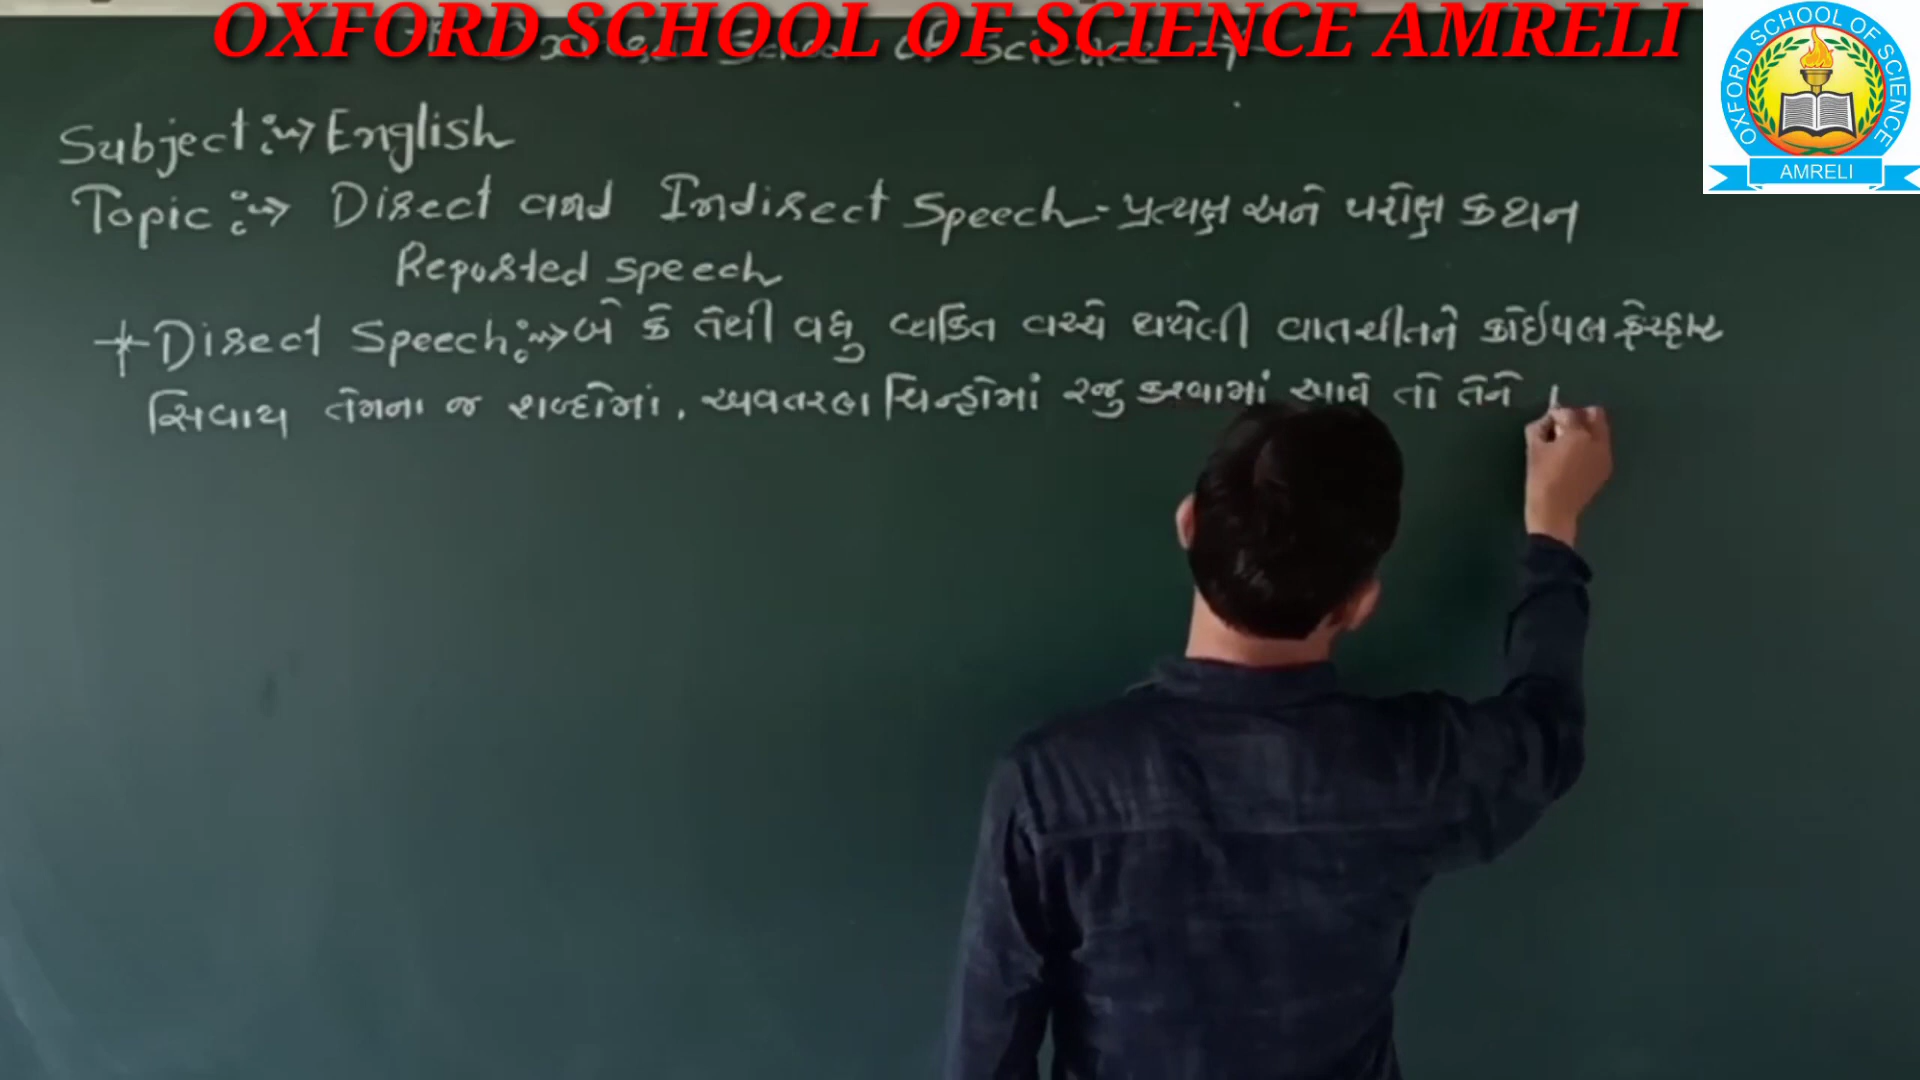 OXFORD SCHOOL OF SCIENCE AMRELI
OXFORD SCHOOL OF SCIENCE
AMRELI
Subject :→ English
Topic :→ Direct and Indirect Speech - પ્રત્યક્ષ અને પરોક્ષ કથન
Reported speech
Direct Speech :→ બે કે તેથી વધુ વ્યકિત વચ્ચે થયેલી વાતચીતને કોઈપણ ફેરફાર
સિવાય તેમના જ શબ્દોમાં, અવતરણ ચિન્હોમાં રજુ કરવામાં આવે તો તેને